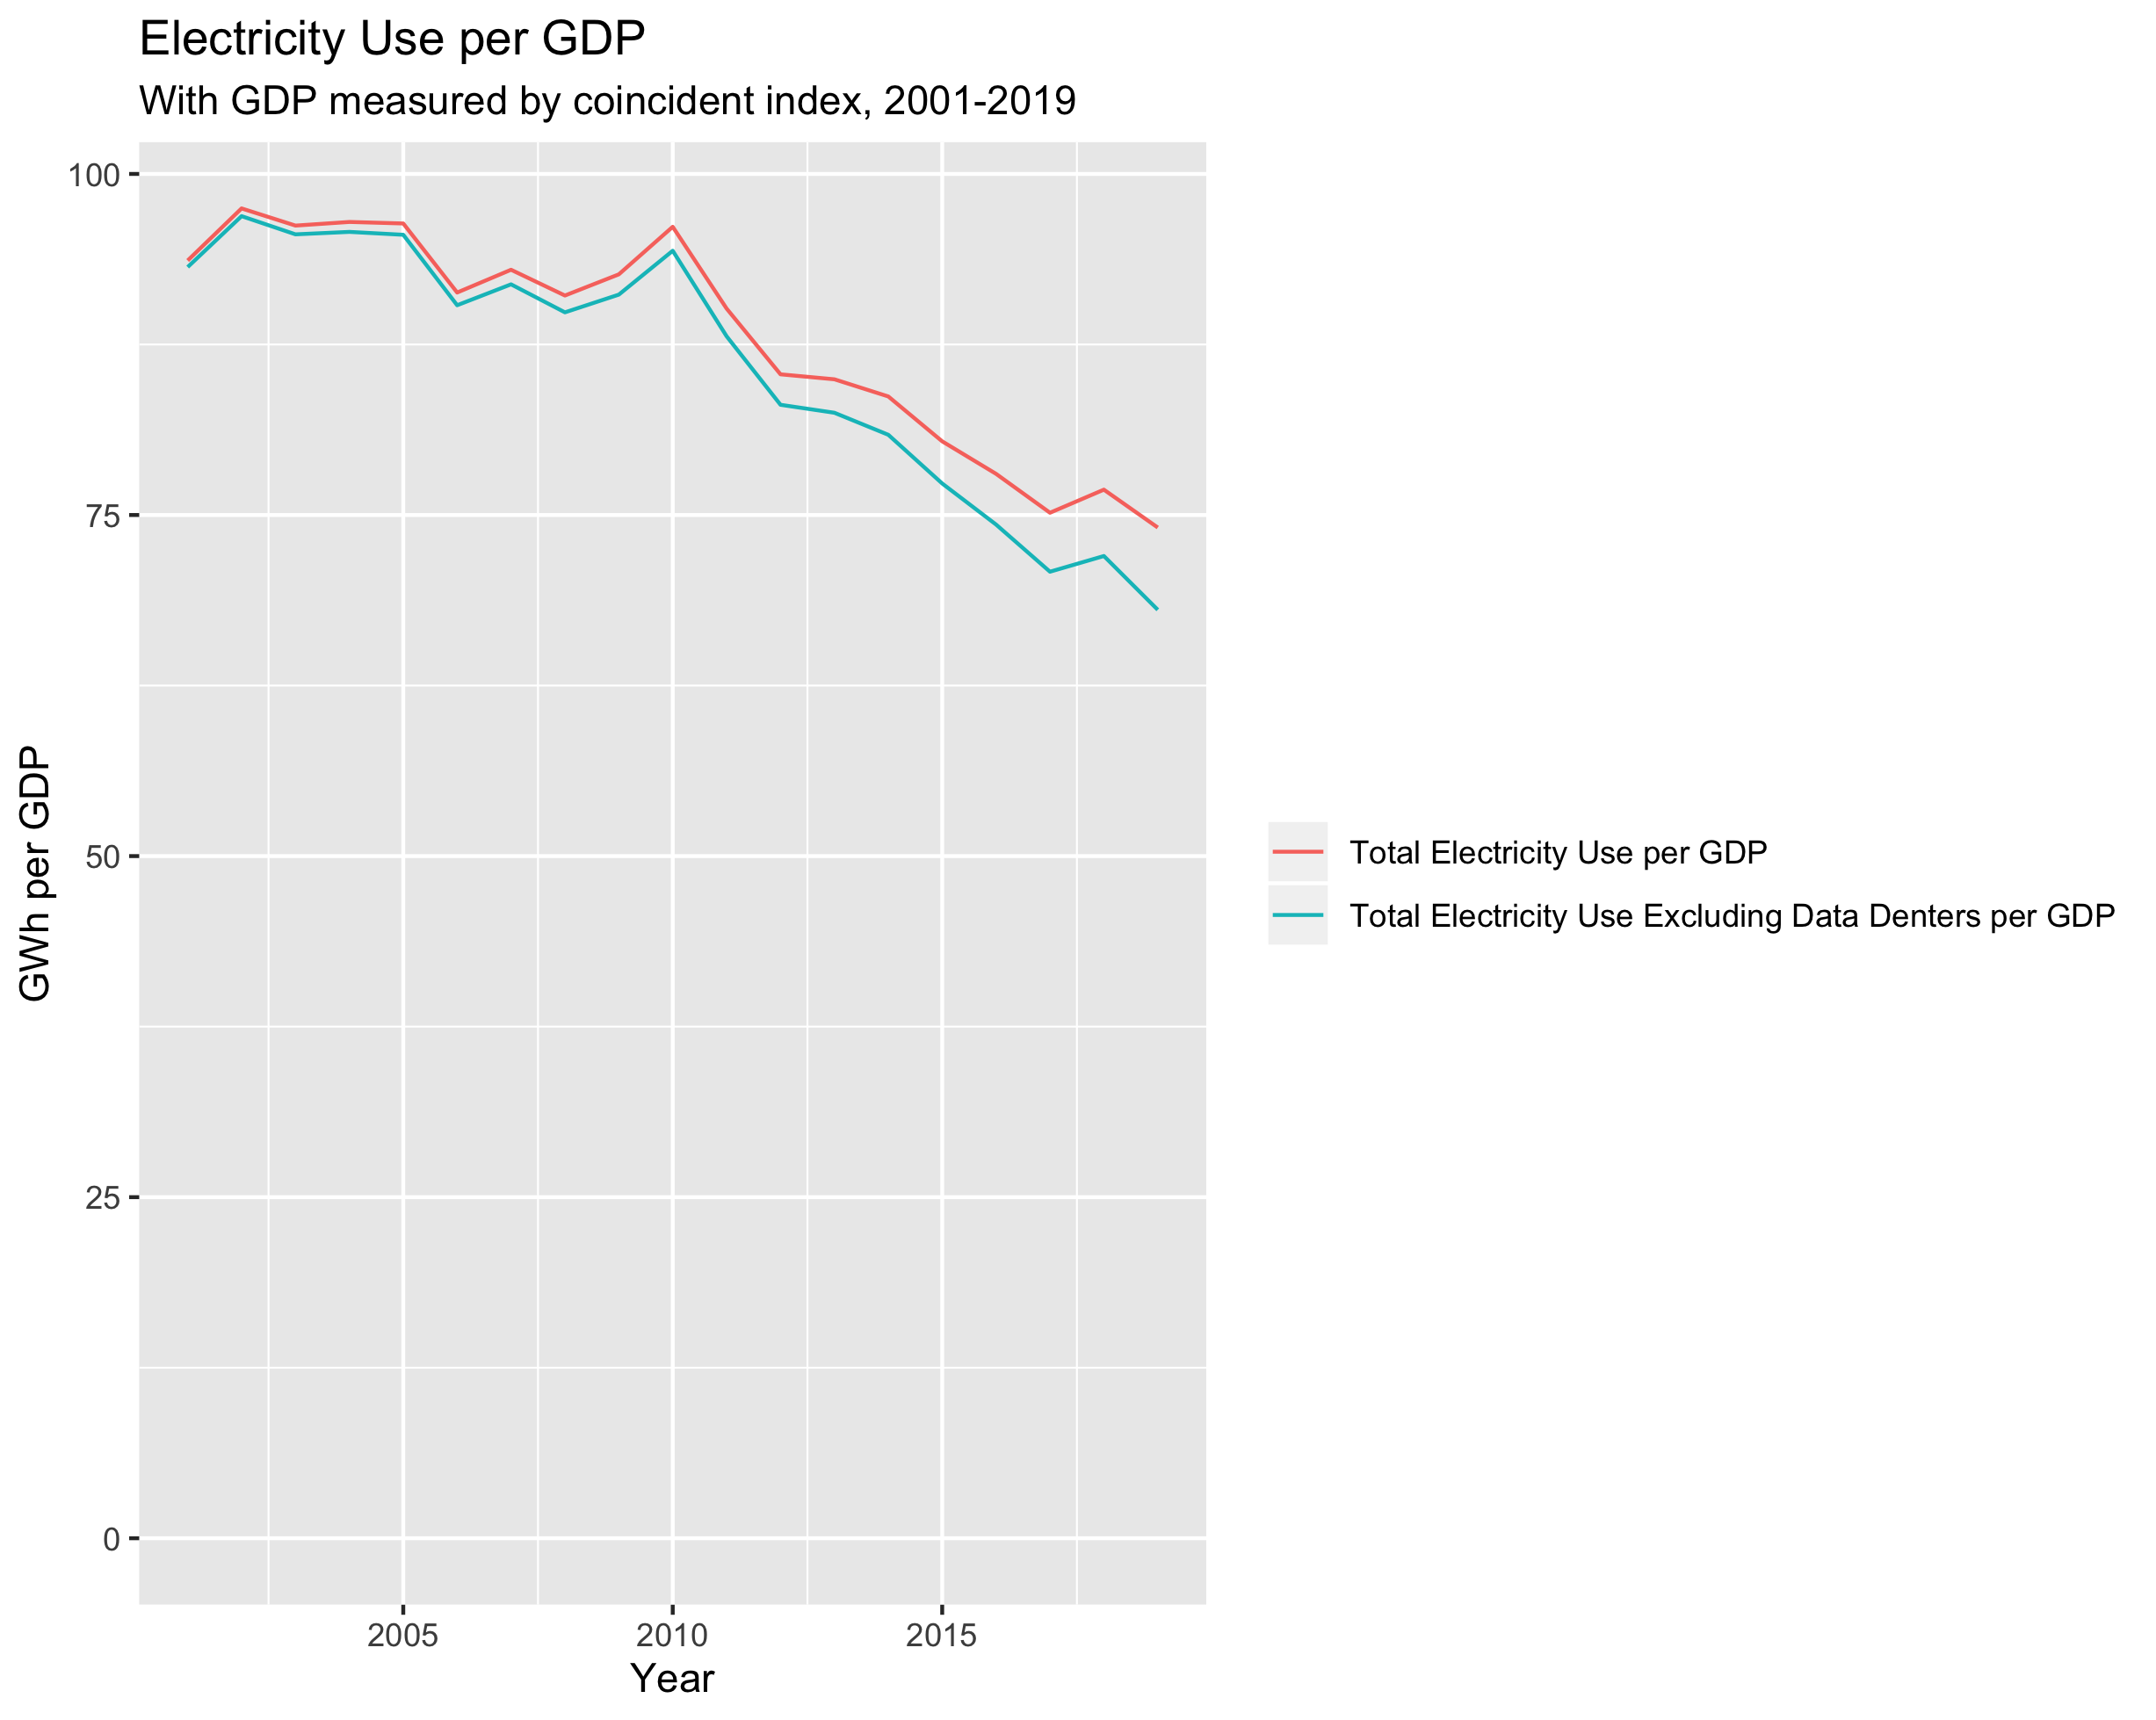 Electricity Use per GDP
With GDP measured by coincident index, 2001-2019
100
75
50
25
0
GWh per GDP
2005
2010
2015
Year
Total Electricity Use per GDP
Total Electricity Use Excluding Data Denters per GDP